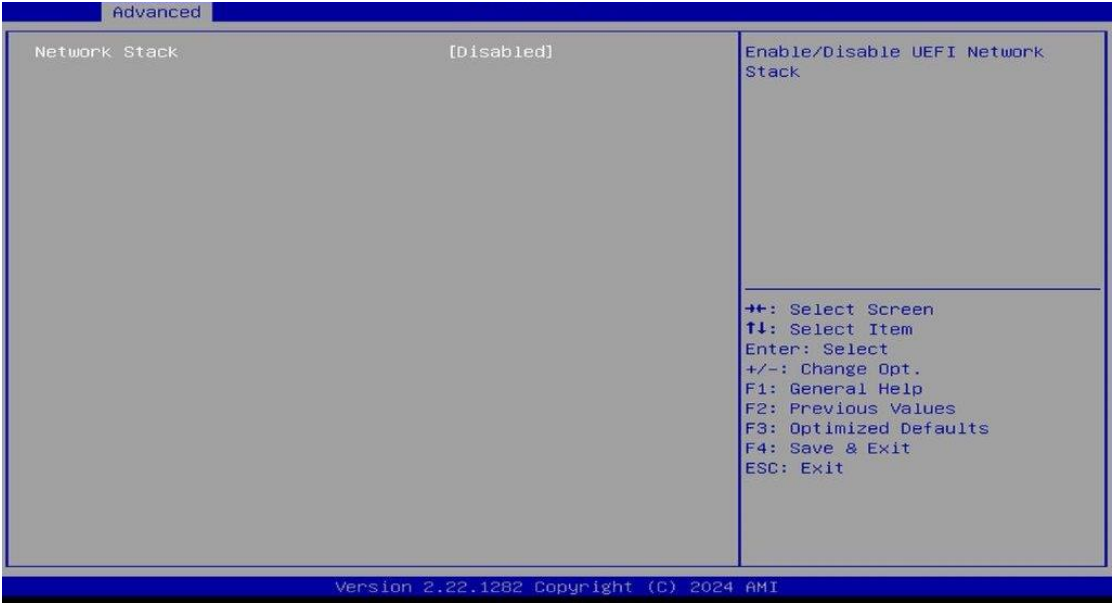 Advanced
Network Stack [Disabled]
Enable/Disable UEFI Network
Stack
→←: Select Screen
↑↓: Select Item
Enter: Select
+/-: Change Opt.
F1: General Help
F2: Previous Values
F3: Optimized Defaults
F4: Save & Exit
ESC: Exit
Version 2.22.1282 Copyright (C) 2024 AMI